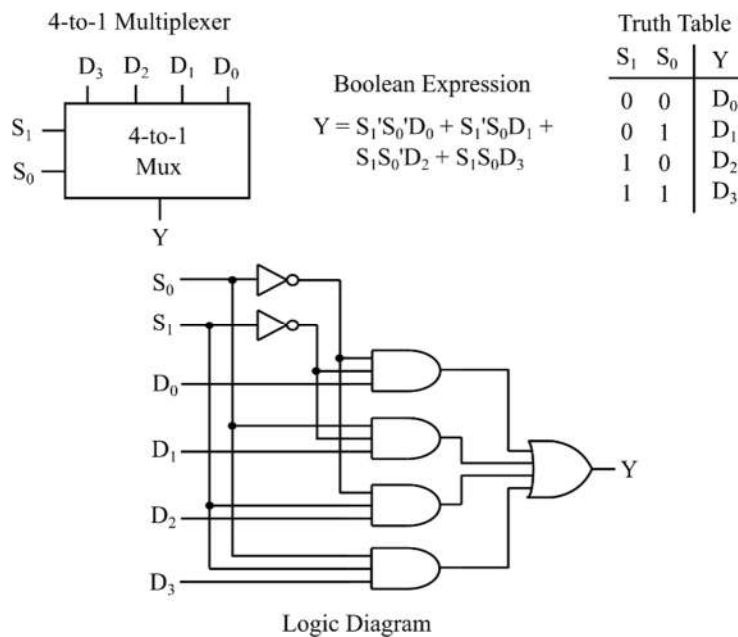 4-to-1 Multiplexer
D₃ D₂ D₁ D₀
S₁
S₀
4-to-1
Mux
Y
Boolean Expression
Y = S₁'S₀'D₀ + S₁'S₀D₁ +
S₁S₀'D₂ + S₁S₀D₃
Truth Table
S₁ S₀ Y
0 0 D₀
0 1 D₁
1 0 D₂
1 1 D₃
S₀
S₁
D₀
D₁
D₂
D₃
Y
Logic Diagram